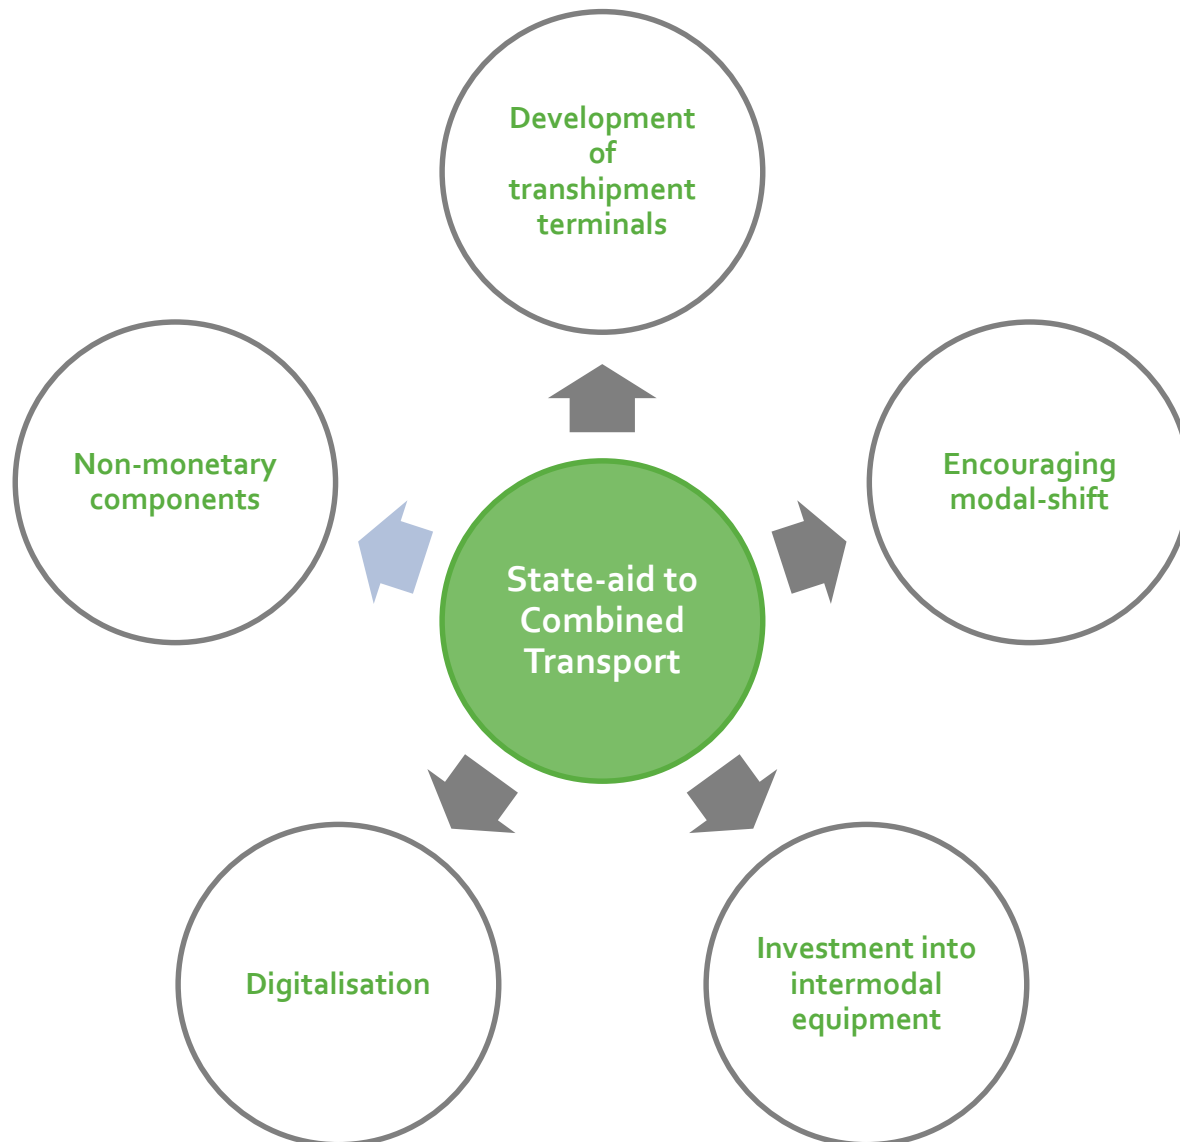 Development
of
transhipment
terminals
Non-monetary
components
Encouraging
modal-shift
State-aid to
Combined
Transport
Digitalisation
Investment into
intermodal
equipment